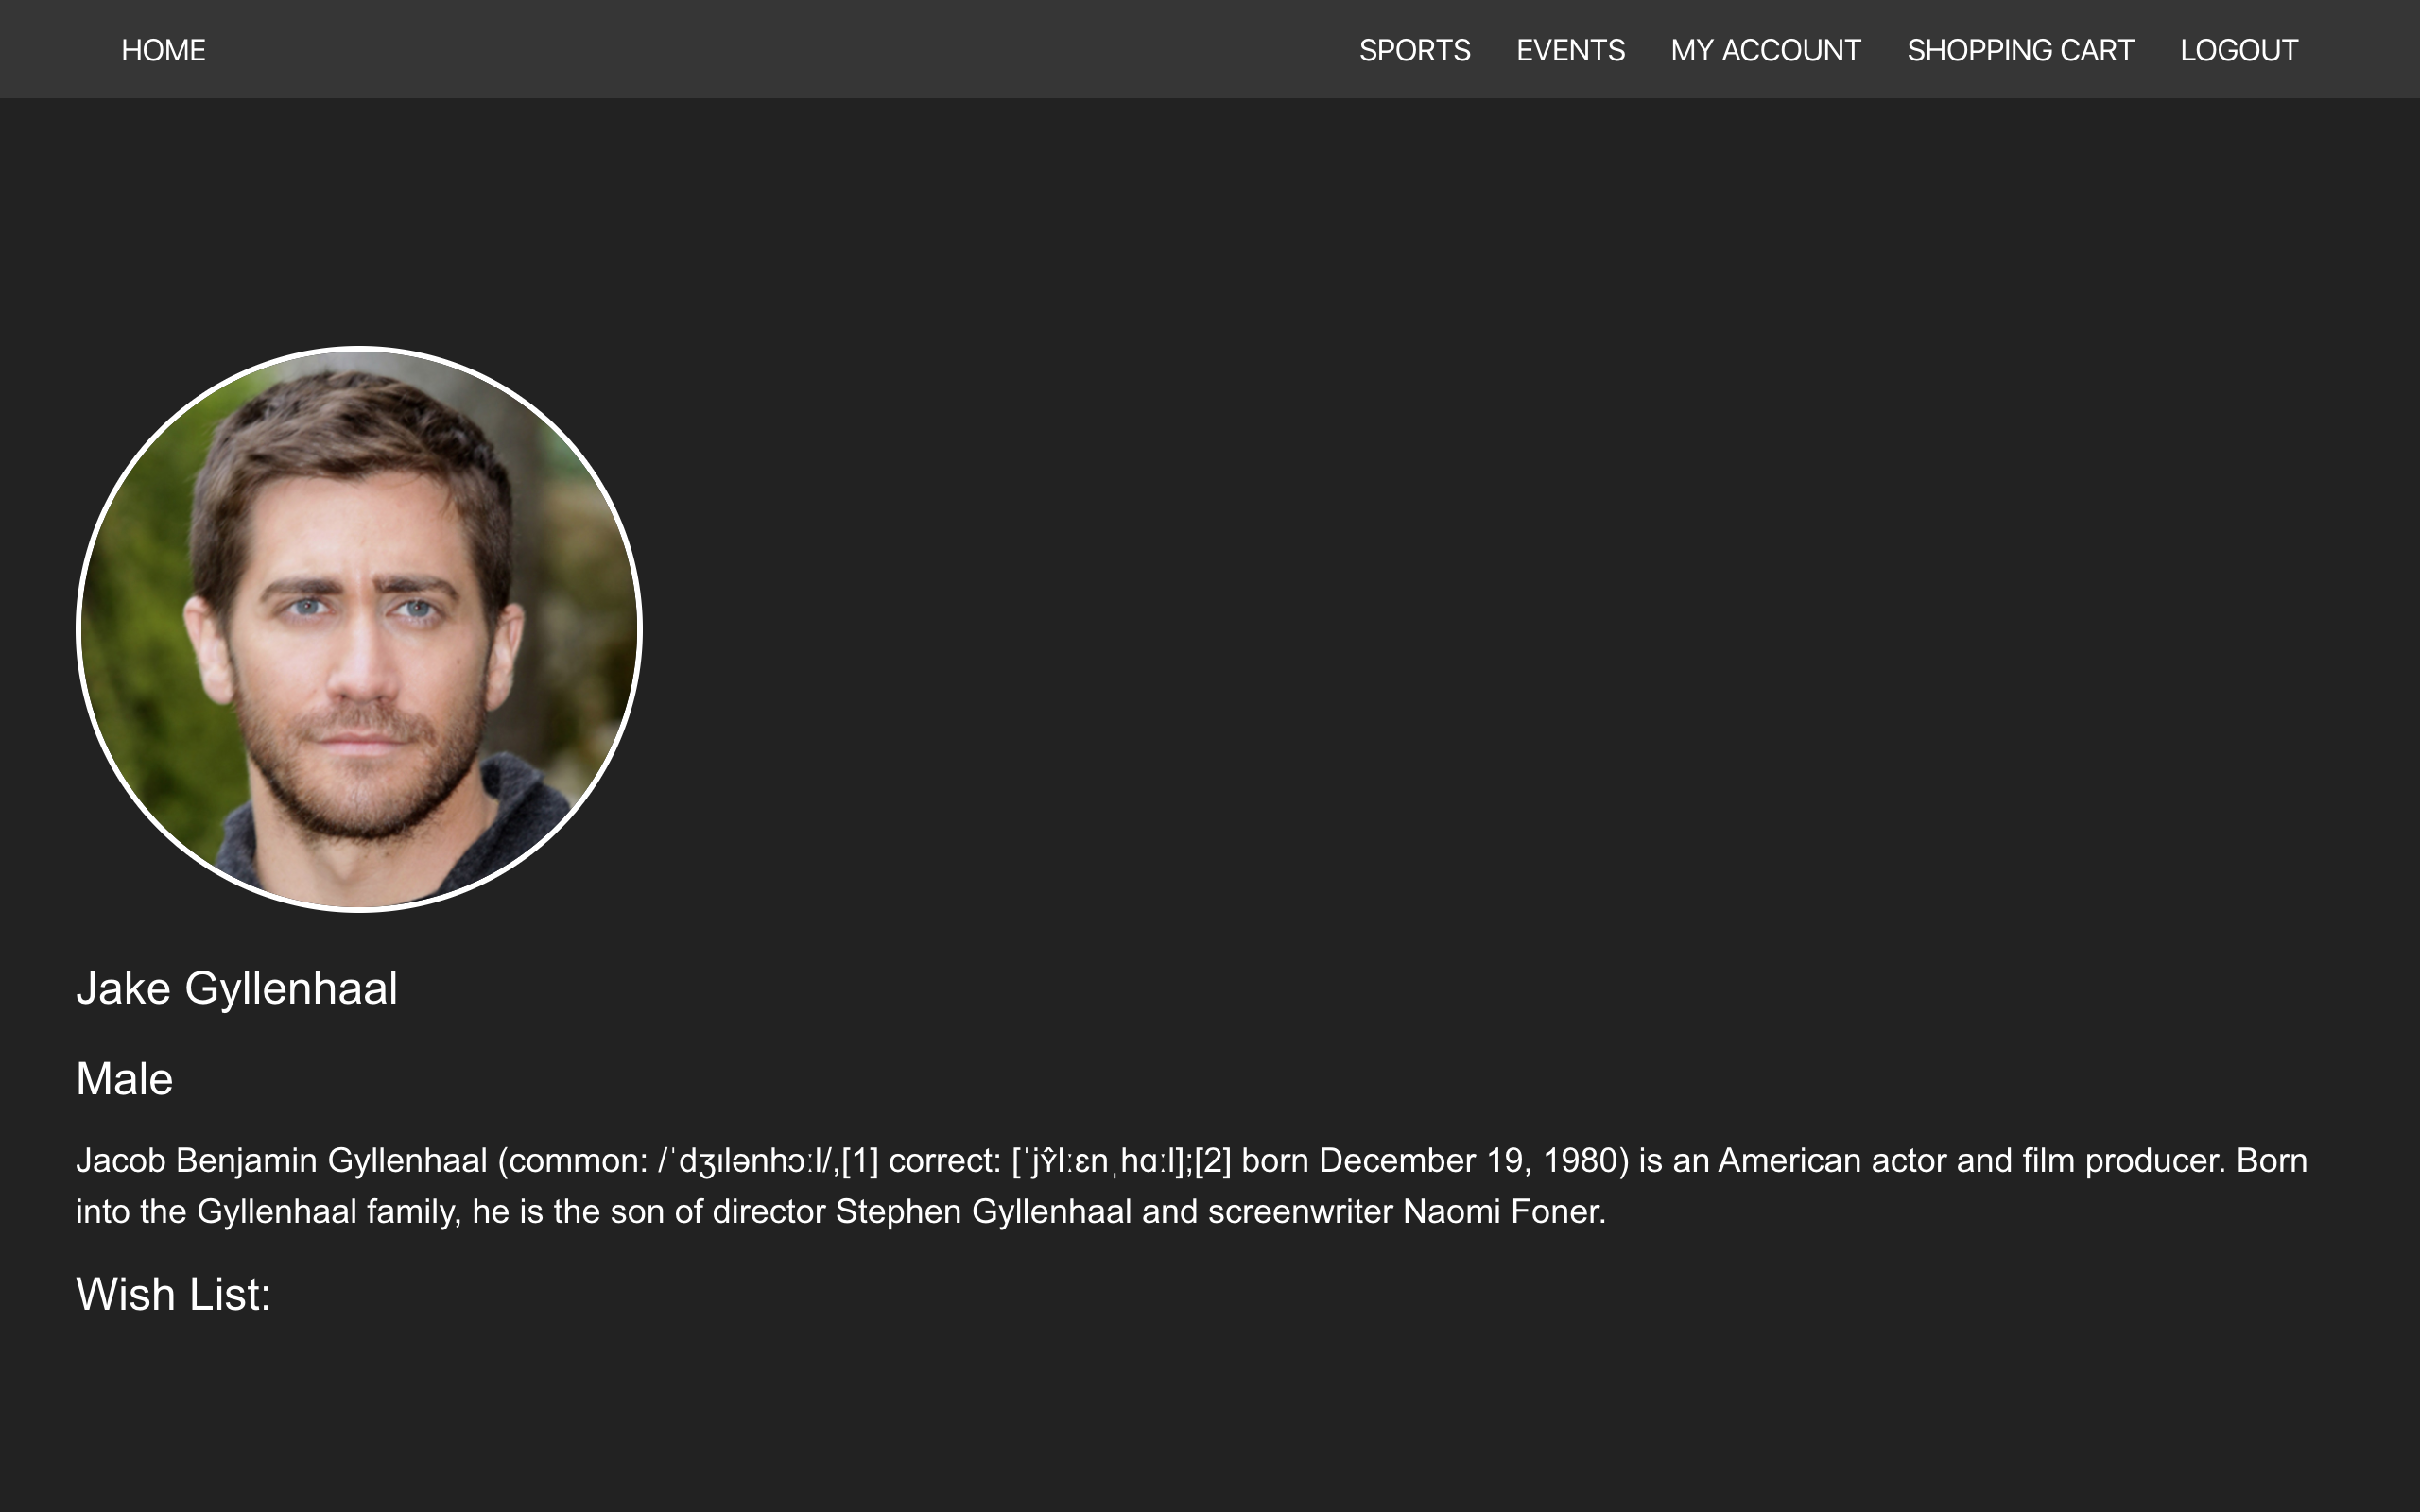 HOME SPORTS EVENTS MY ACCOUNT SHOPPING CART LOGOUT
Jake Gyllenhaal
Male
Jacob Benjamin Gyllenhaal (common: /ˈdʒɪlənhɔːl/,[1] correct: [ˈjʏ̂lːɛnˌhɑːl];[2] born December 19, 1980) is an American actor and film producer. Born
into the Gyllenhaal family, he is the son of director Stephen Gyllenhaal and screenwriter Naomi Foner.
Wish List: